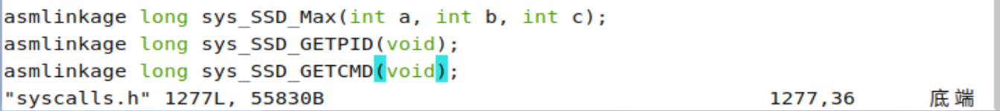 asmlinkage long sys_SSD_Max(int a, int b, int c);
asmlinkage long sys_SSD_GETPID(void);
asmlinkage long sys_SSD_GETCMD(void);
"syscalls.h" 1277L, 55830B 1277,36 底端